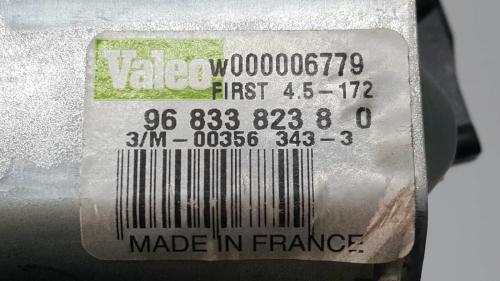 Valeo W000006779
FIRST 4.5-172
96 833 823 8 0
3/M-00356 343-3
MADE IN FRANCE